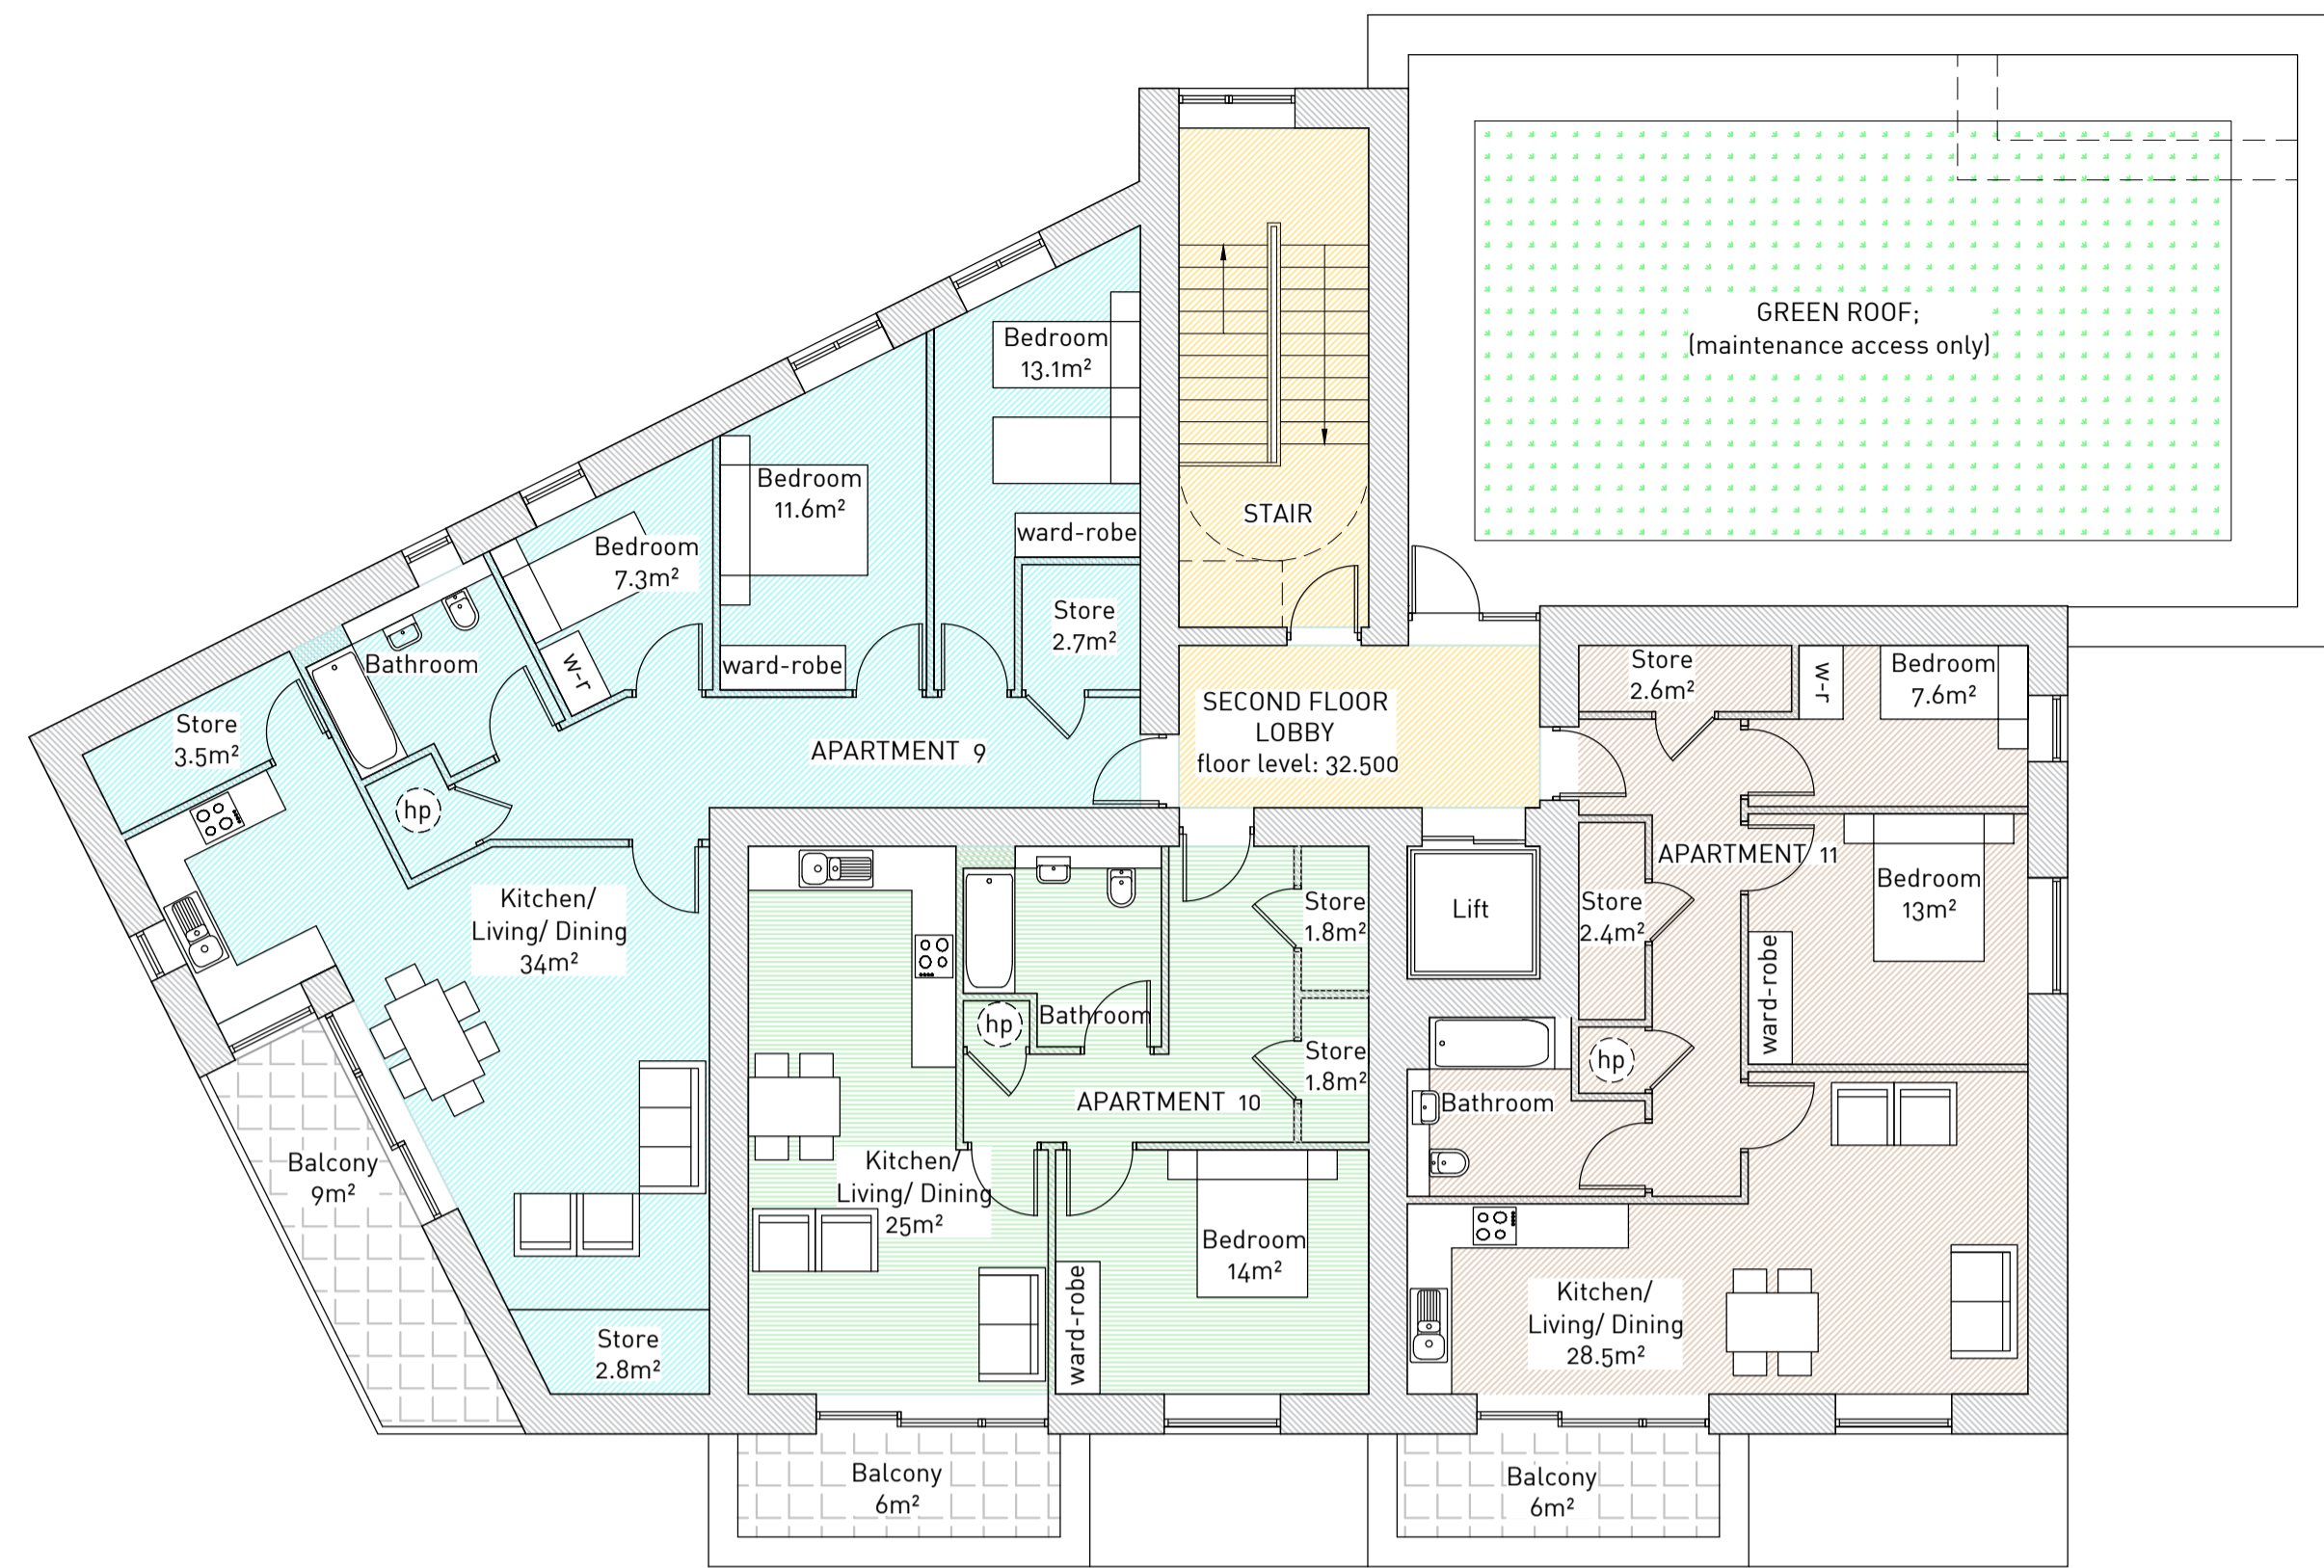 GREEN ROOF;
(maintenance access only)
Bedroom
13.1m²
Bedroom
11.6m²
STAIR
ward-robe
Bedroom
7.3m²
Store
2.7m²
Bathroom
ward-robe
w-r
Store
3.5m²
APARTMENT 9
hp
SECOND FLOOR
LOBBY
floor level: 32.500
Store
2.6m²
w-r
Bedroom
7.6m²
APARTMENT 11
Kitchen/
Living/ Dining
34m²
Store
1.8m²
Lift
Store
2.4m²
Bedroom
13m²
ward-robe
hp
Bathroom
Store
1.8m²
hp
APARTMENT 10
Bathroom
Balcony
9m²
Kitchen/
Living/ Dining
25m²
Bedroom
14m²
ward-robe
Kitchen/
Living/ Dining
28.5m²
Store
2.8m²
Balcony
6m²
Balcony
6m²